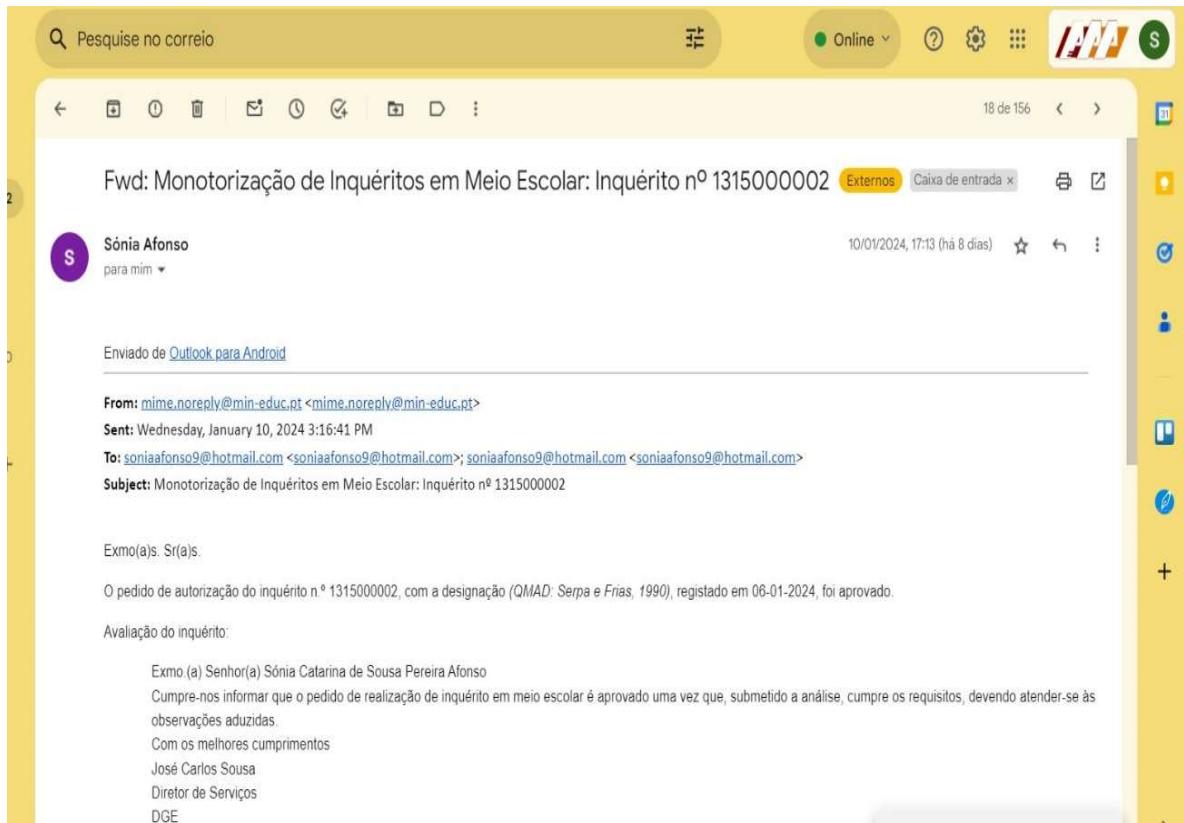 Pesquise no correio
Online
S
18 de 156
31
Fwd: Monotorização de Inquéritos em Meio Escolar: Inquérito nº 1315000002 Externos Caixa de entrada ×
2
S
Sónia Afonso
10/01/2024, 17:13 (há 8 dias)
para mim
Enviado de Outlook para Android
From: mime.noreply@min-educ.pt <mime.noreply@min-educ.pt>
Sent: Wednesday, January 10, 2024 3:16:41 PM
To: soniaafonso9@hotmail.com <soniaafonso9@hotmail.com>; soniaafonso9@hotmail.com <soniaafonso9@hotmail.com>
Subject: Monotorização de Inquéritos em Meio Escolar: Inquérito nº 1315000002
Exmo(a)s. Sr(a)s.
O pedido de autorização do inquérito n.º 1315000002, com a designação (QMAD: Serpa e Frias, 1990), registado em 06-01-2024, foi aprovado.
Avaliação do inquérito:
Exmo.(a) Senhor(a) Sónia Catarina de Sousa Pereira Afonso
Cumpre-nos informar que o pedido de realização de inquérito em meio escolar é aprovado uma vez que, submetido a análise, cumpre os requisitos, devendo atender-se às
observações aduzidas.
Com os melhores cumprimentos
José Carlos Sousa
Diretor de Serviços
DGE